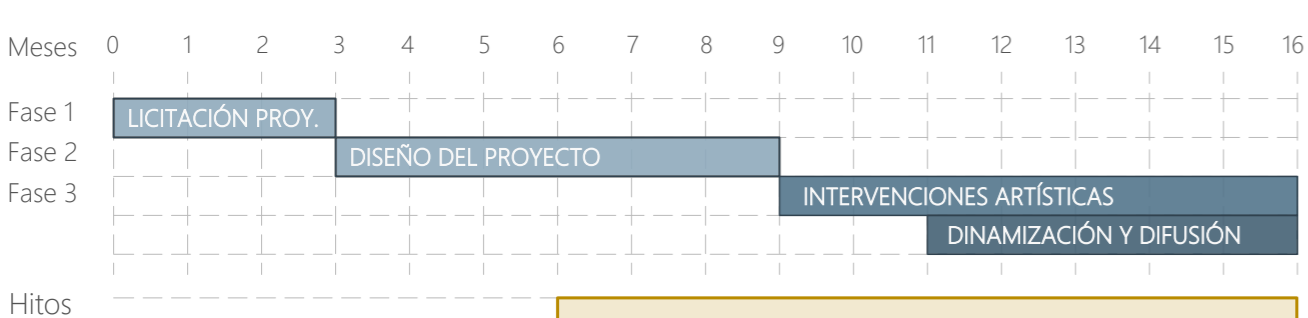 Meses 0 1 2 3 4 5 6 7 8 9 10 11 12 13 14 15 16
Fase 1 LICITACIÓN PROY.
Fase 2 DISEÑO DEL PROYECTO
Fase 3 INTERVENCIONES ARTÍSTICAS
DINAMIZACIÓN Y DIFUSIÓN
Hitos